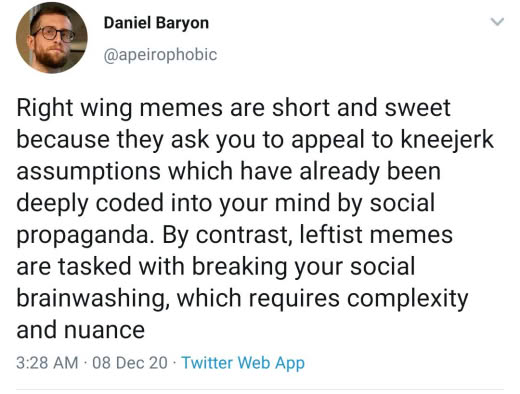 Daniel Baryon
@apeirophobic
Right wing memes are short and sweet
because they ask you to appeal to kneejerk
assumptions which have already been
deeply coded into your mind by social
propaganda. By contrast, leftist memes
are tasked with breaking your social
brainwashing, which requires complexity
and nuance
3:28 AM · 08 Dec 20 · Twitter Web App